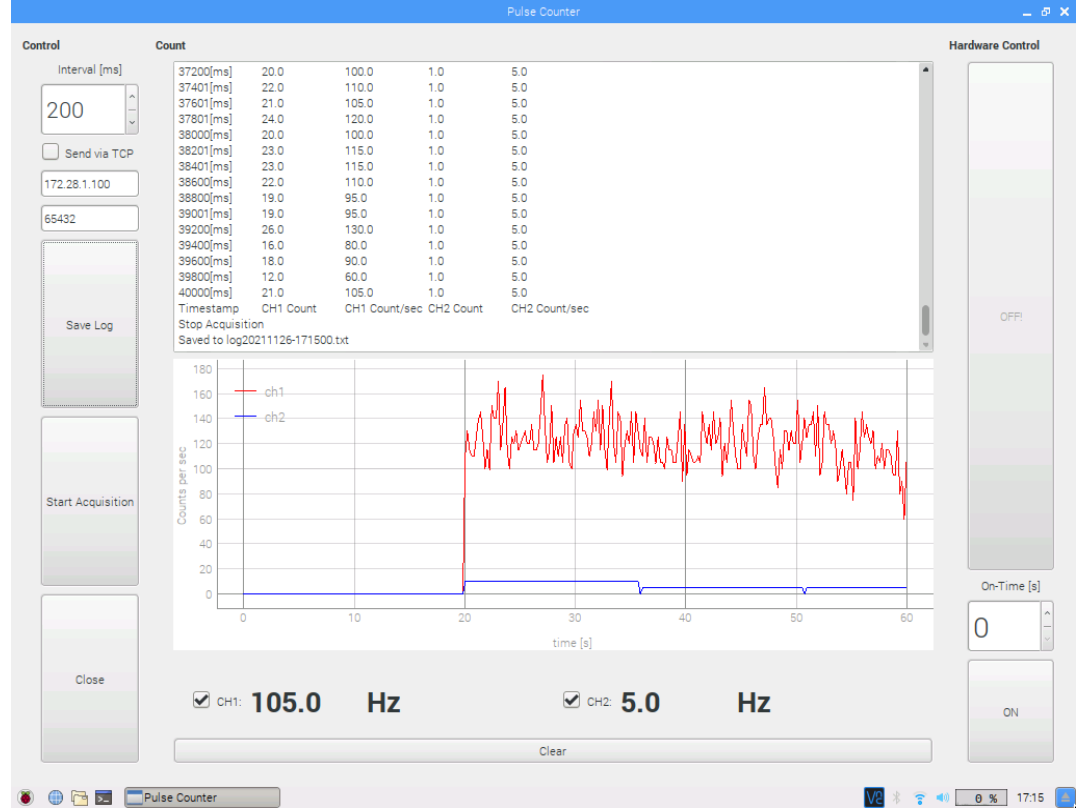 Pulse Counter
Control
Count
Hardware Control
Interval [ms]
200
Send via TCP
172.28.1.100
65432
Save Log
Start Acquisition
Close
37200[ms] 20.0 100.0 1.0 5.0
37401[ms] 22.0 110.0 1.0 5.0
37601[ms] 21.0 105.0 1.0 5.0
37801[ms] 24.0 120.0 1.0 5.0
38000[ms] 20.0 100.0 1.0 5.0
38201[ms] 23.0 115.0 1.0 5.0
38401[ms] 23.0 115.0 1.0 5.0
38600[ms] 22.0 110.0 1.0 5.0
38800[ms] 19.0 95.0 1.0 5.0
39001[ms] 19.0 95.0 1.0 5.0
39200[ms] 26.0 130.0 1.0 5.0
39400[ms] 16.0 80.0 1.0 5.0
39600[ms] 18.0 90.0 1.0 5.0
39800[ms] 12.0 60.0 1.0 5.0
40000[ms] 21.0 105.0 1.0 5.0
Timestamp CH1 Count CH1 Count/sec CH2 Count CH2 Count/sec
Stop Acquisition
Saved to log20211126-171500.txt
180
160
140
120
100
80
60
40
20
0
Counts per sec
ch1
ch2
0 10 20 30 40 50 60
time [s]
CH1: 105.0 Hz
CH2: 5.0 Hz
Clear
OFF!
On-Time [s]
0
ON
Pulse Counter
V2
0 %
17:15